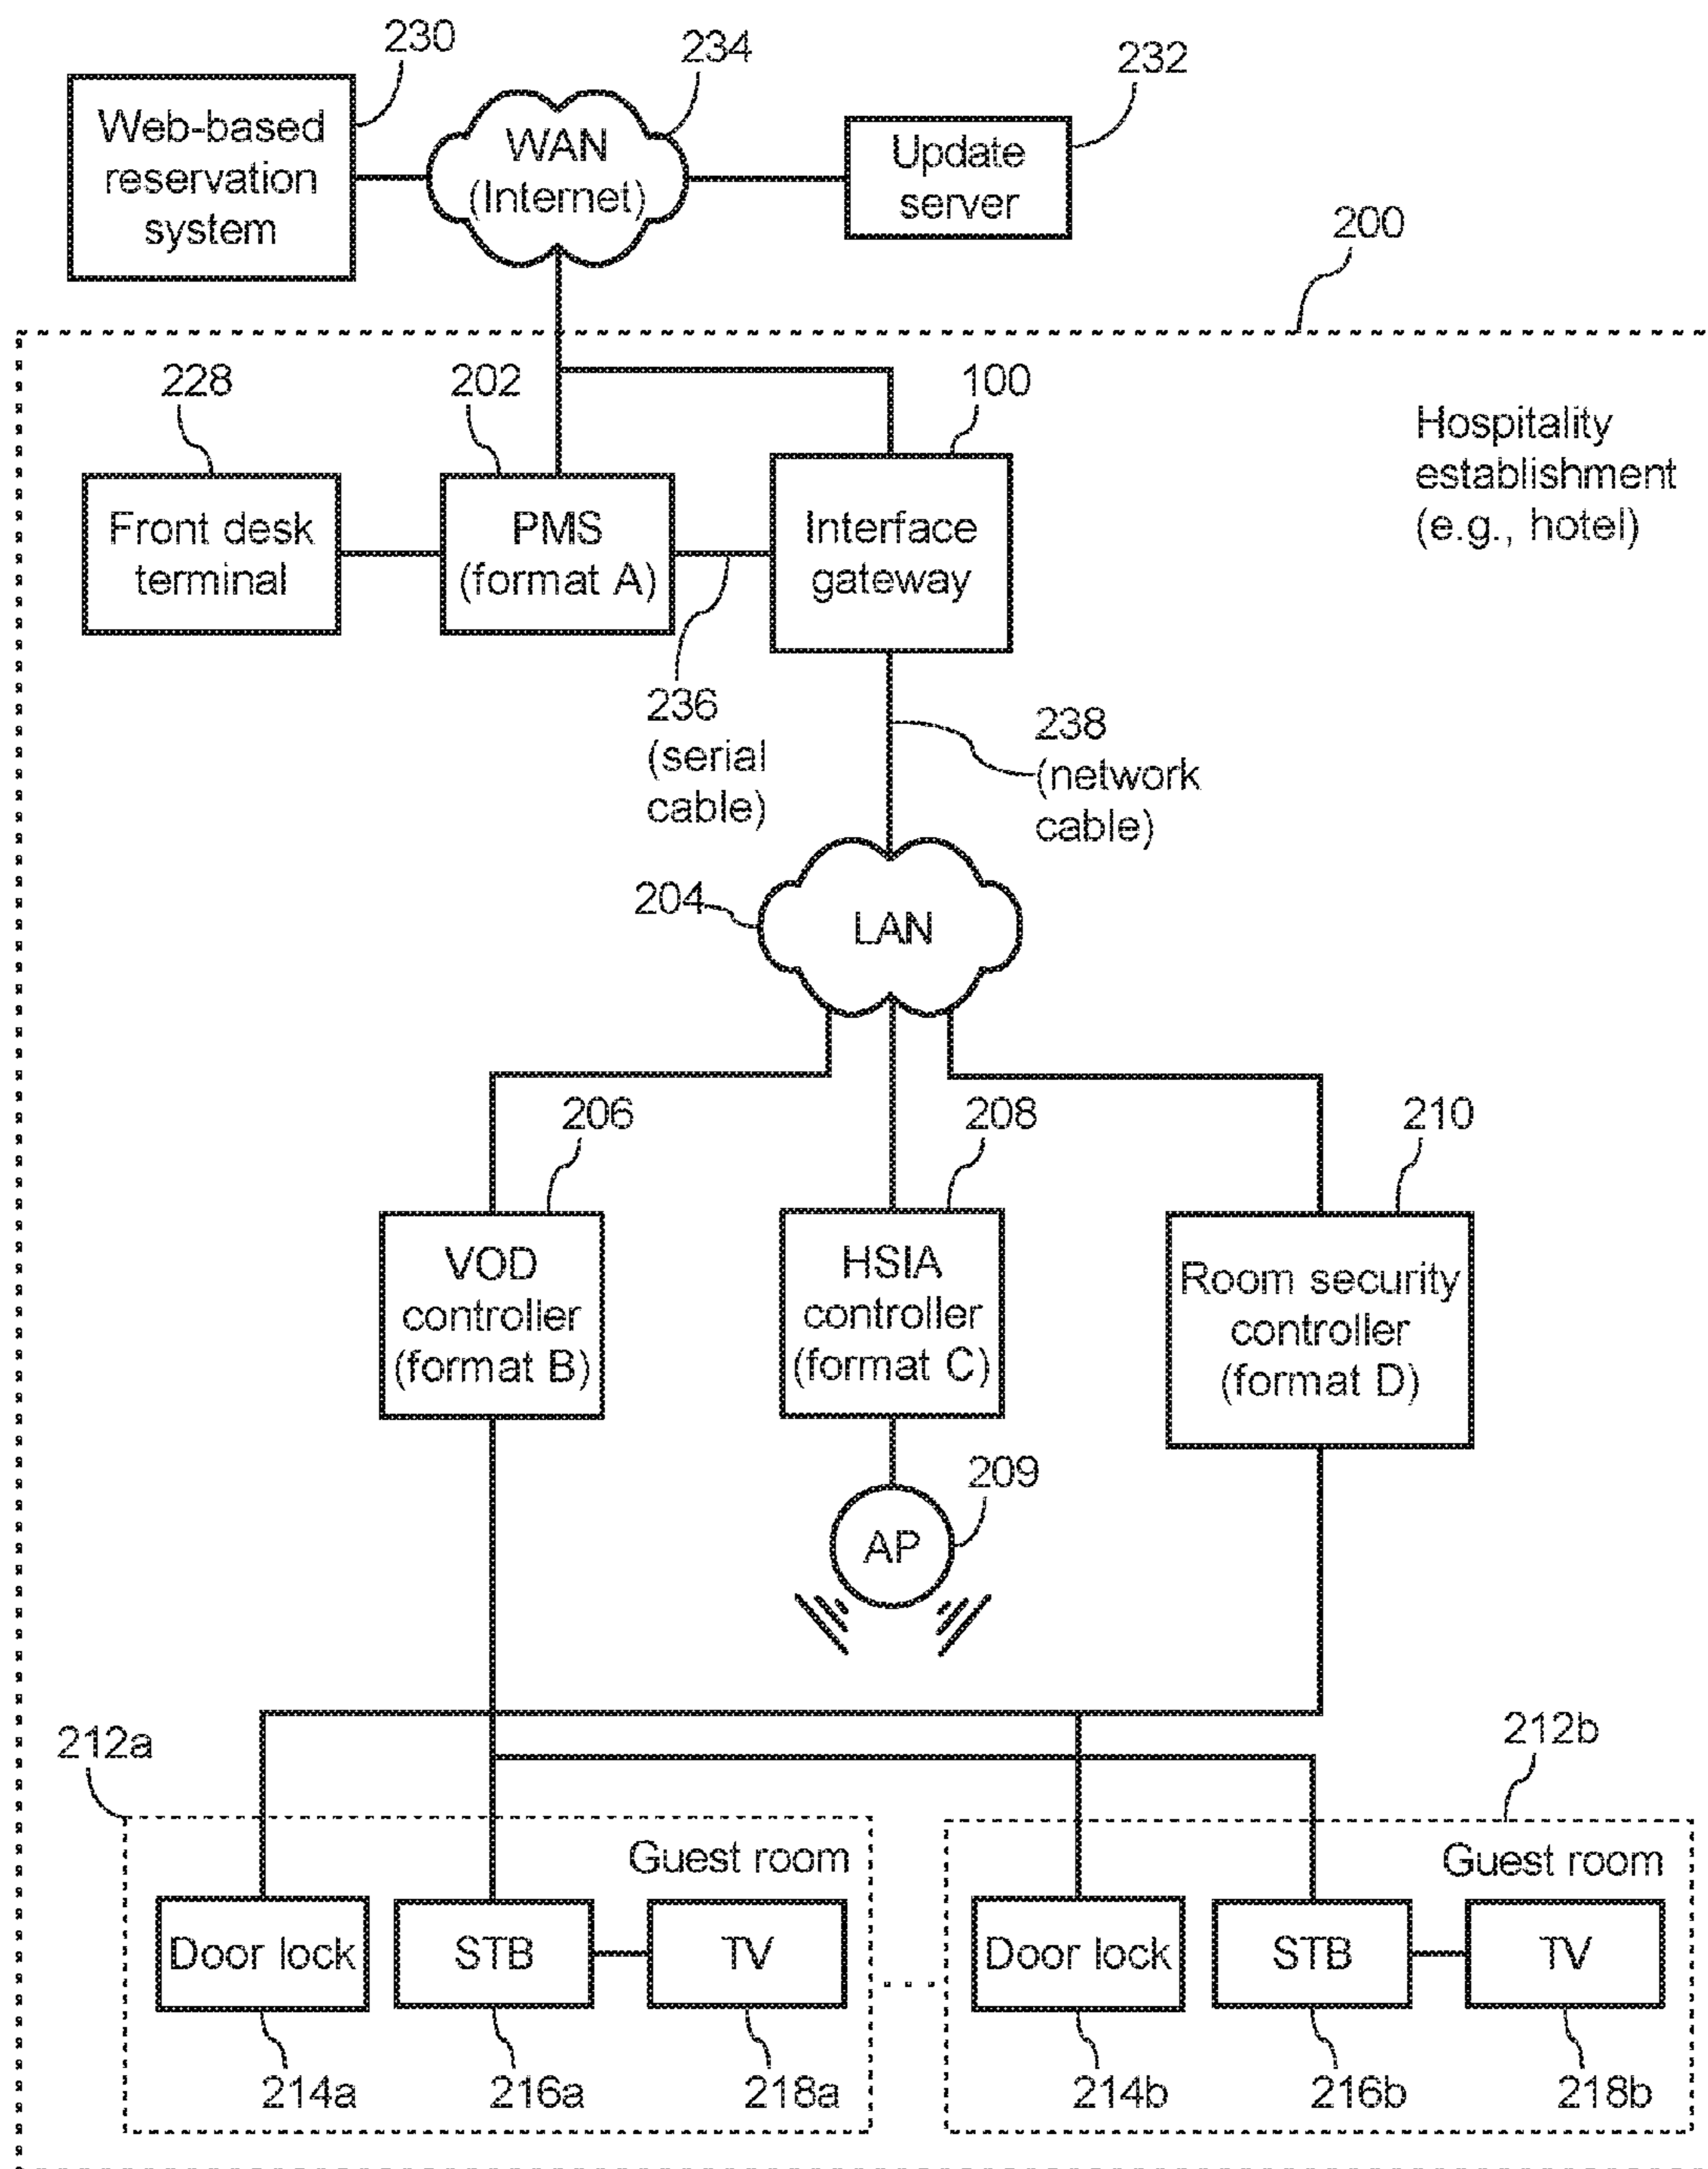 230
234
232
Web-based
reservation
system
WAN
(Internet)
Update
server
200
228
202
100
Hospitality
establishment
(e.g., hotel)
Front desk
terminal
PMS
(format A)
Interface
gateway
236
(serial
cable)
238
(network
cable)
204
LAN
206
208
210
VOD
controller
(format B)
HSIA
controller
(format C)
Room security
controller
(format D)
209
AP
212a
212b
Guest room
Guest room
Door lock
STB
TV
. . .
Door lock
STB
TV
214a
216a
218a
214b
216b
218b